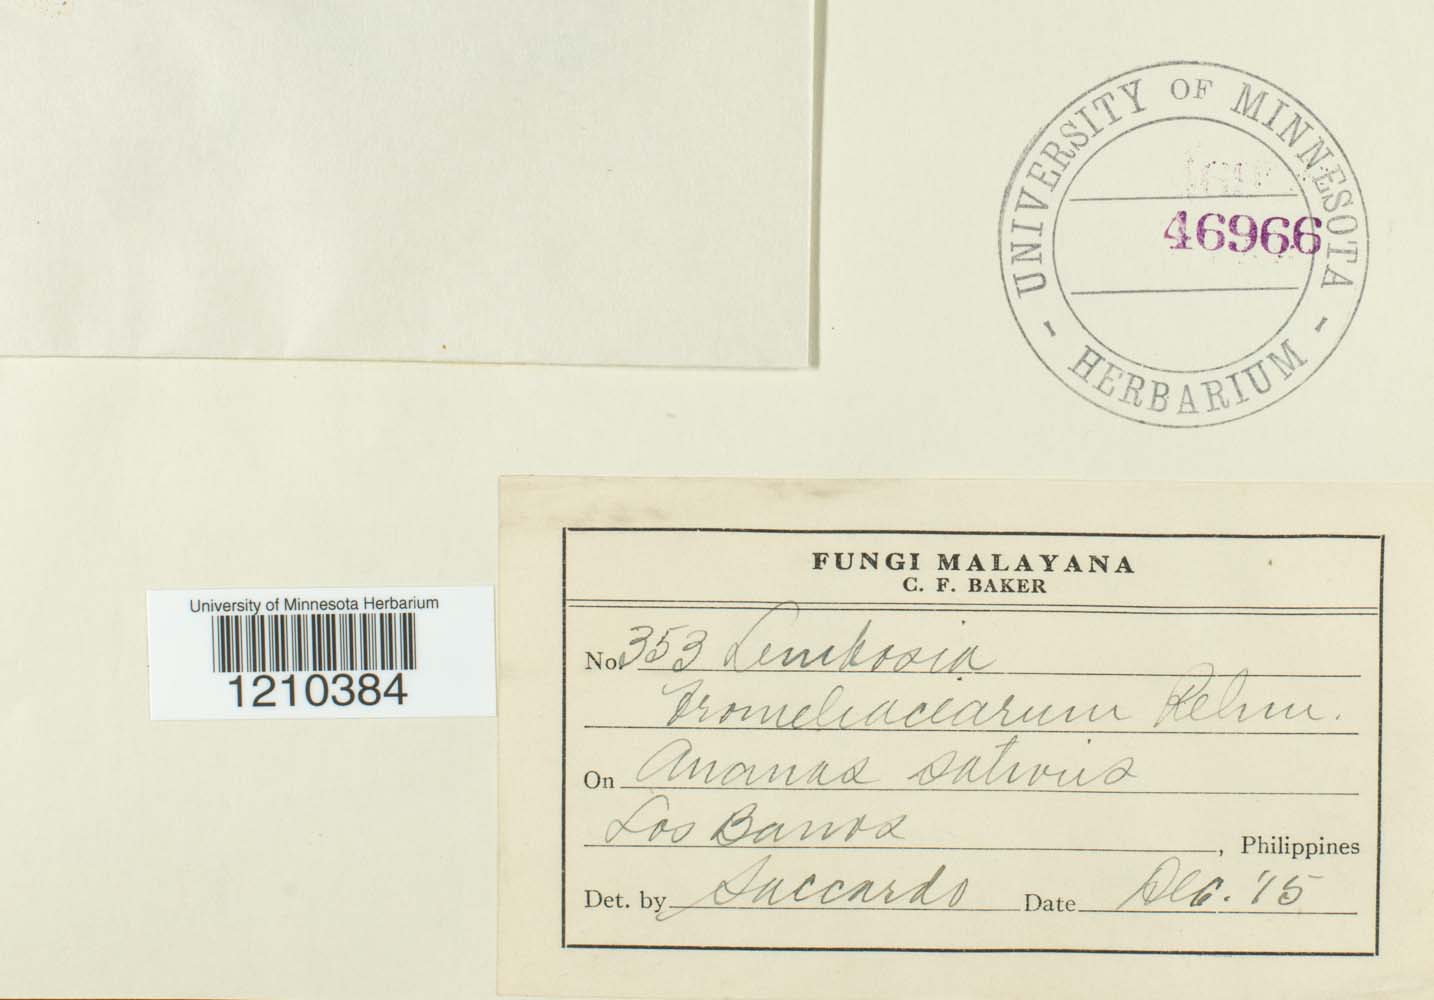 UNIVERSITY OF MINNESOTA
46966
- HERBARIUM -
University of Minnesota Herbarium
1210384
FUNGI MALAYANA
C. F. BAKER
No. 353 Lembosia
bromeliacearum Rehm.
On Ananas sativus
Los Banos, Philippines
Det. by Saccardo Date Dec. '15